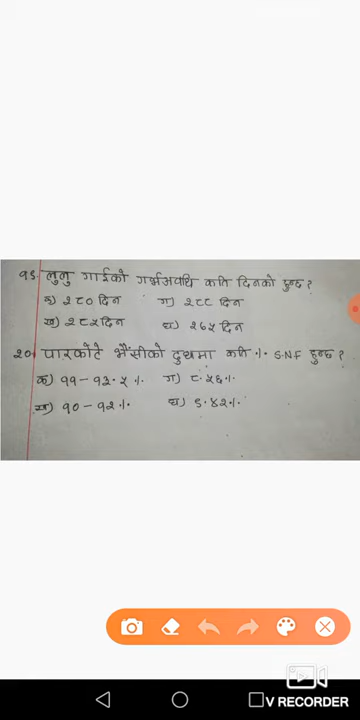 १९. लुलु गाईको गर्भअवधि कति दिनको हुन्छ ?
क) २८० दिन ग) २८८ दिन
ख) २८५ दिन घ) २६५ दिन
२०. पारकोटे भैंसीको दुधमा कति %. SNF हुन्छ ?
क) ११ - १२.५ %. ग) ८.५६%.
ख) १० - १२ %. घ) ९.४२%.
V RECORDER